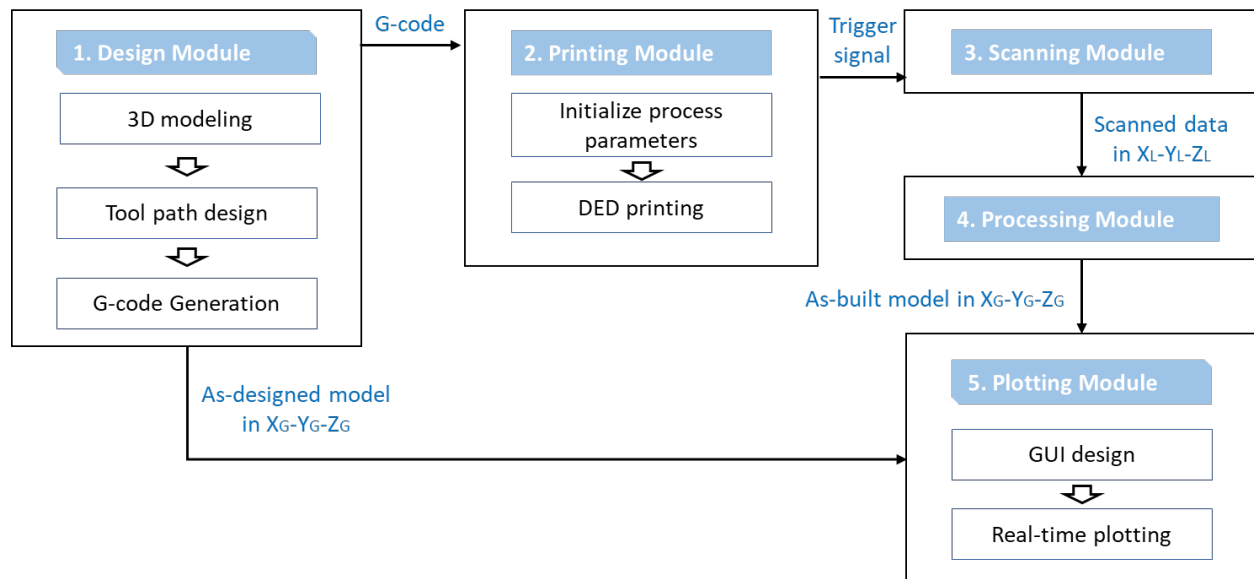 1. Design Module
3D modeling
Tool path design
G-code Generation
G-code
2. Printing Module
Initialize process
parameters
DED printing
Trigger
signal
3. Scanning Module
Scanned data
in XL-YL-ZL
4. Processing Module
As-built model in XG-YG-ZG
As-designed model
in XG-YG-ZG
5. Plotting Module
GUI design
Real-time plotting